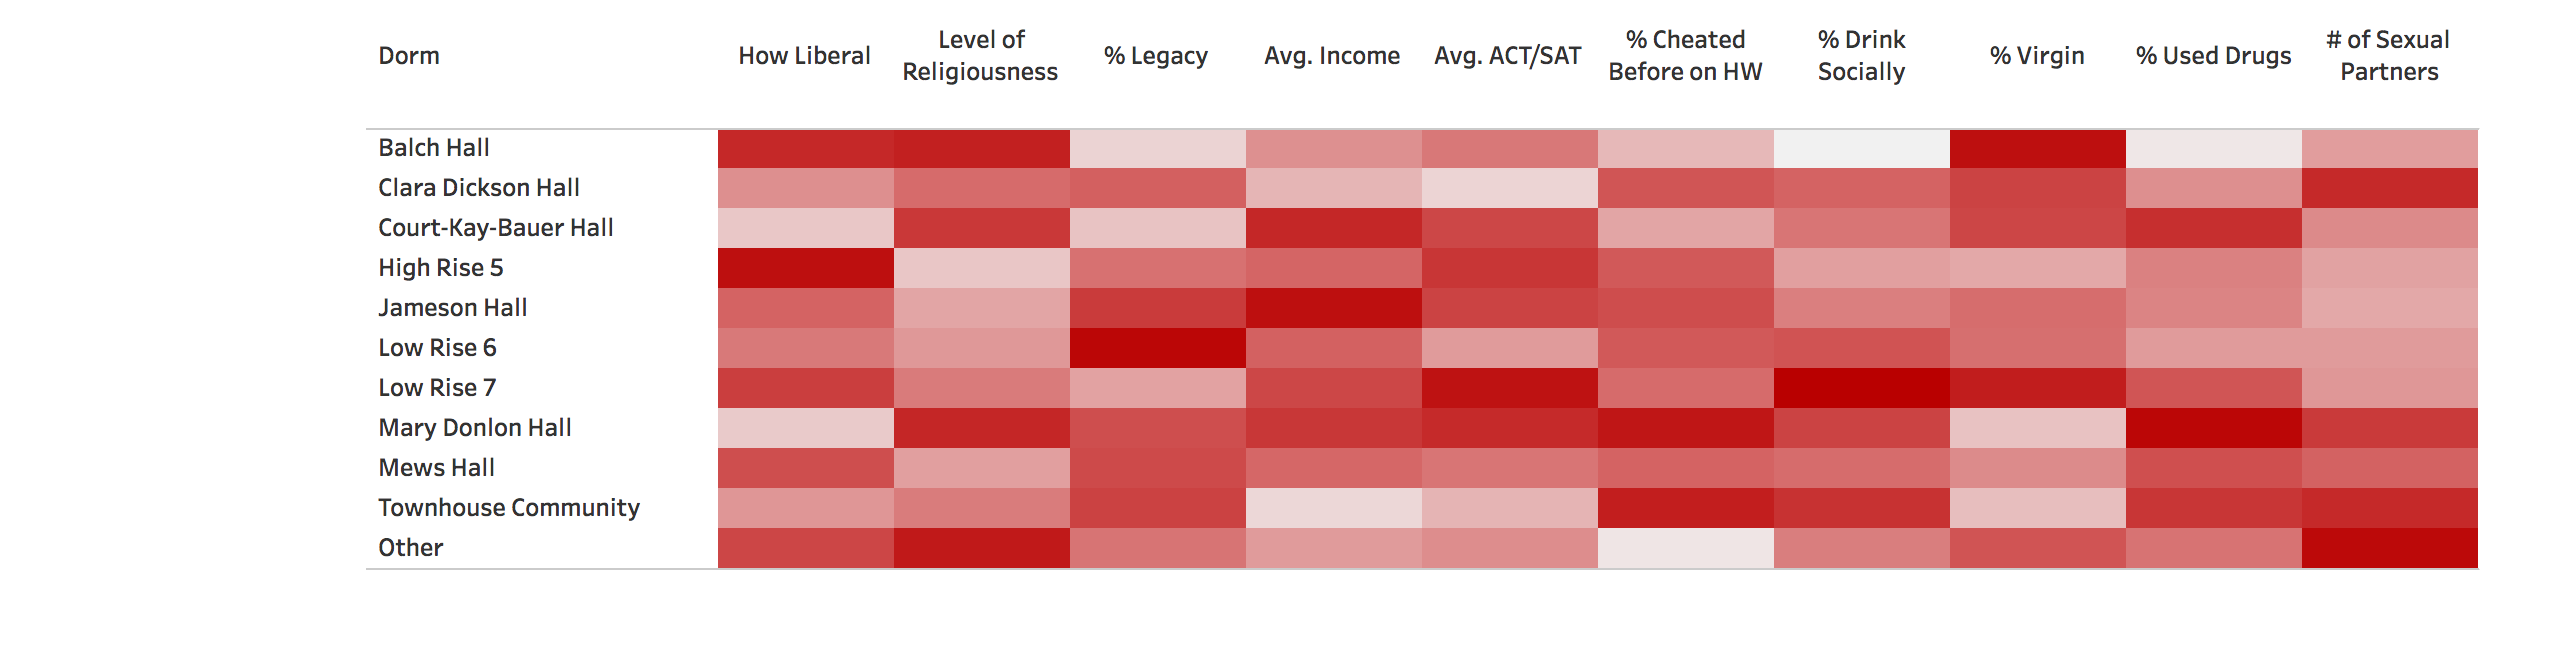 Dorm
How Liberal
Level of
Religiousness
% Legacy
Avg. Income
Avg. ACT/SAT
% Cheated
Before on HW
% Drink
Socially
% Virgin
% Used Drugs
# of Sexual
Partners
Balch Hall
Clara Dickson Hall
Court-Kay-Bauer Hall
High Rise 5
Jameson Hall
Low Rise 6
Low Rise 7
Mary Donlon Hall
Mews Hall
Townhouse Community
Other